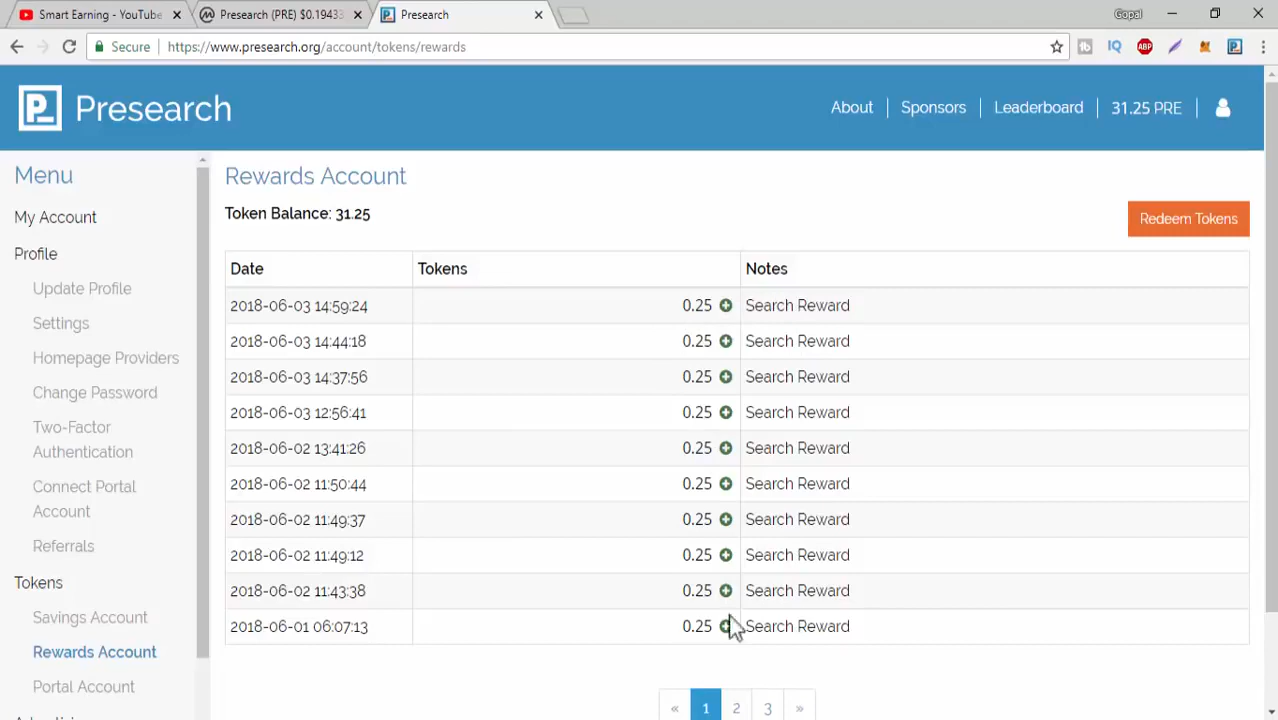 Smart Earning - YouTube
Presearch (PRE) $0.19433
Presearch
Gopal
Secure
https://www.presearch.org/account/tokens/rewards
Presearch
About
Sponsors
Leaderboard
31.25 PRE
Menu
My Account
Profile
Update Profile
Settings
Homepage Providers
Change Password
Two-Factor
Authentication
Connect Portal
Account
Referrals
Tokens
Savings Account
Rewards Account
Portal Account
Rewards Account
Token Balance: 31.25
Redeem Tokens
Date Tokens Notes
2018-06-03 14:59:24 0.25 Search Reward
2018-06-03 14:44:18 0.25 Search Reward
2018-06-03 14:37:56 0.25 Search Reward
2018-06-03 12:56:41 0.25 Search Reward
2018-06-02 13:41:26 0.25 Search Reward
2018-06-02 11:50:44 0.25 Search Reward
2018-06-02 11:49:37 0.25 Search Reward
2018-06-02 11:49:12 0.25 Search Reward
2018-06-02 11:43:38 0.25 Search Reward
2018-06-01 06:07:13 0.25 Search Reward
« 1 2 3 »